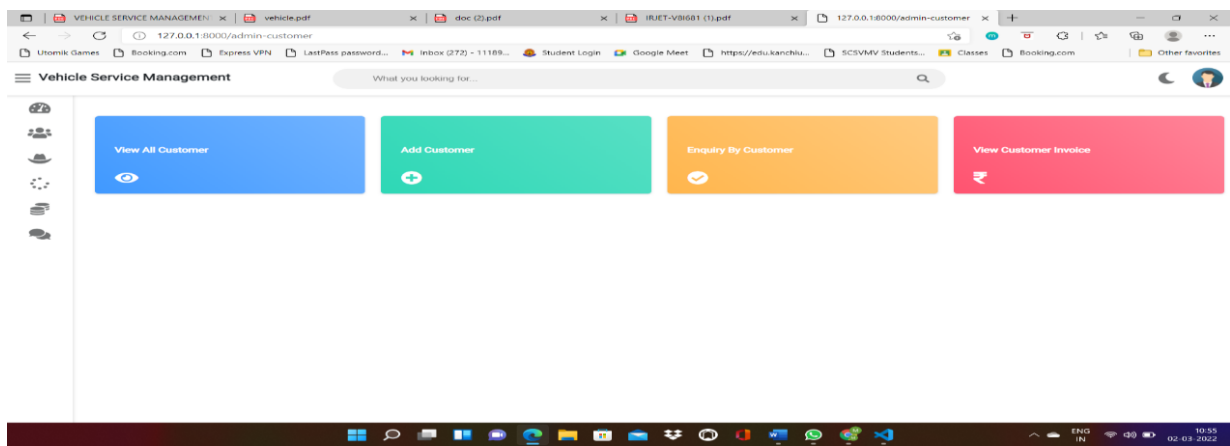 VEHICLE SERVICE MANAGEMEN
vehicle.pdf
doc (2).pdf
IRJET-V8I681 (1).pdf
127.0.0.1:8000/admin-customer
127.0.0.1:8000/admin-customer
Utomik Games
Booking.com
Express VPN
LastPass password...
Inbox (272) - 11189...
Student Login
Google Meet
https://edu.kanchiu...
SCSVMV Students...
Classes
Booking.com
Other favorites
Vehicle Service Management
What you looking for...
View All Customer
Add Customer
Enquiry By Customer
View Customer Invoice
ENG
IN
10:55
02-03-2022